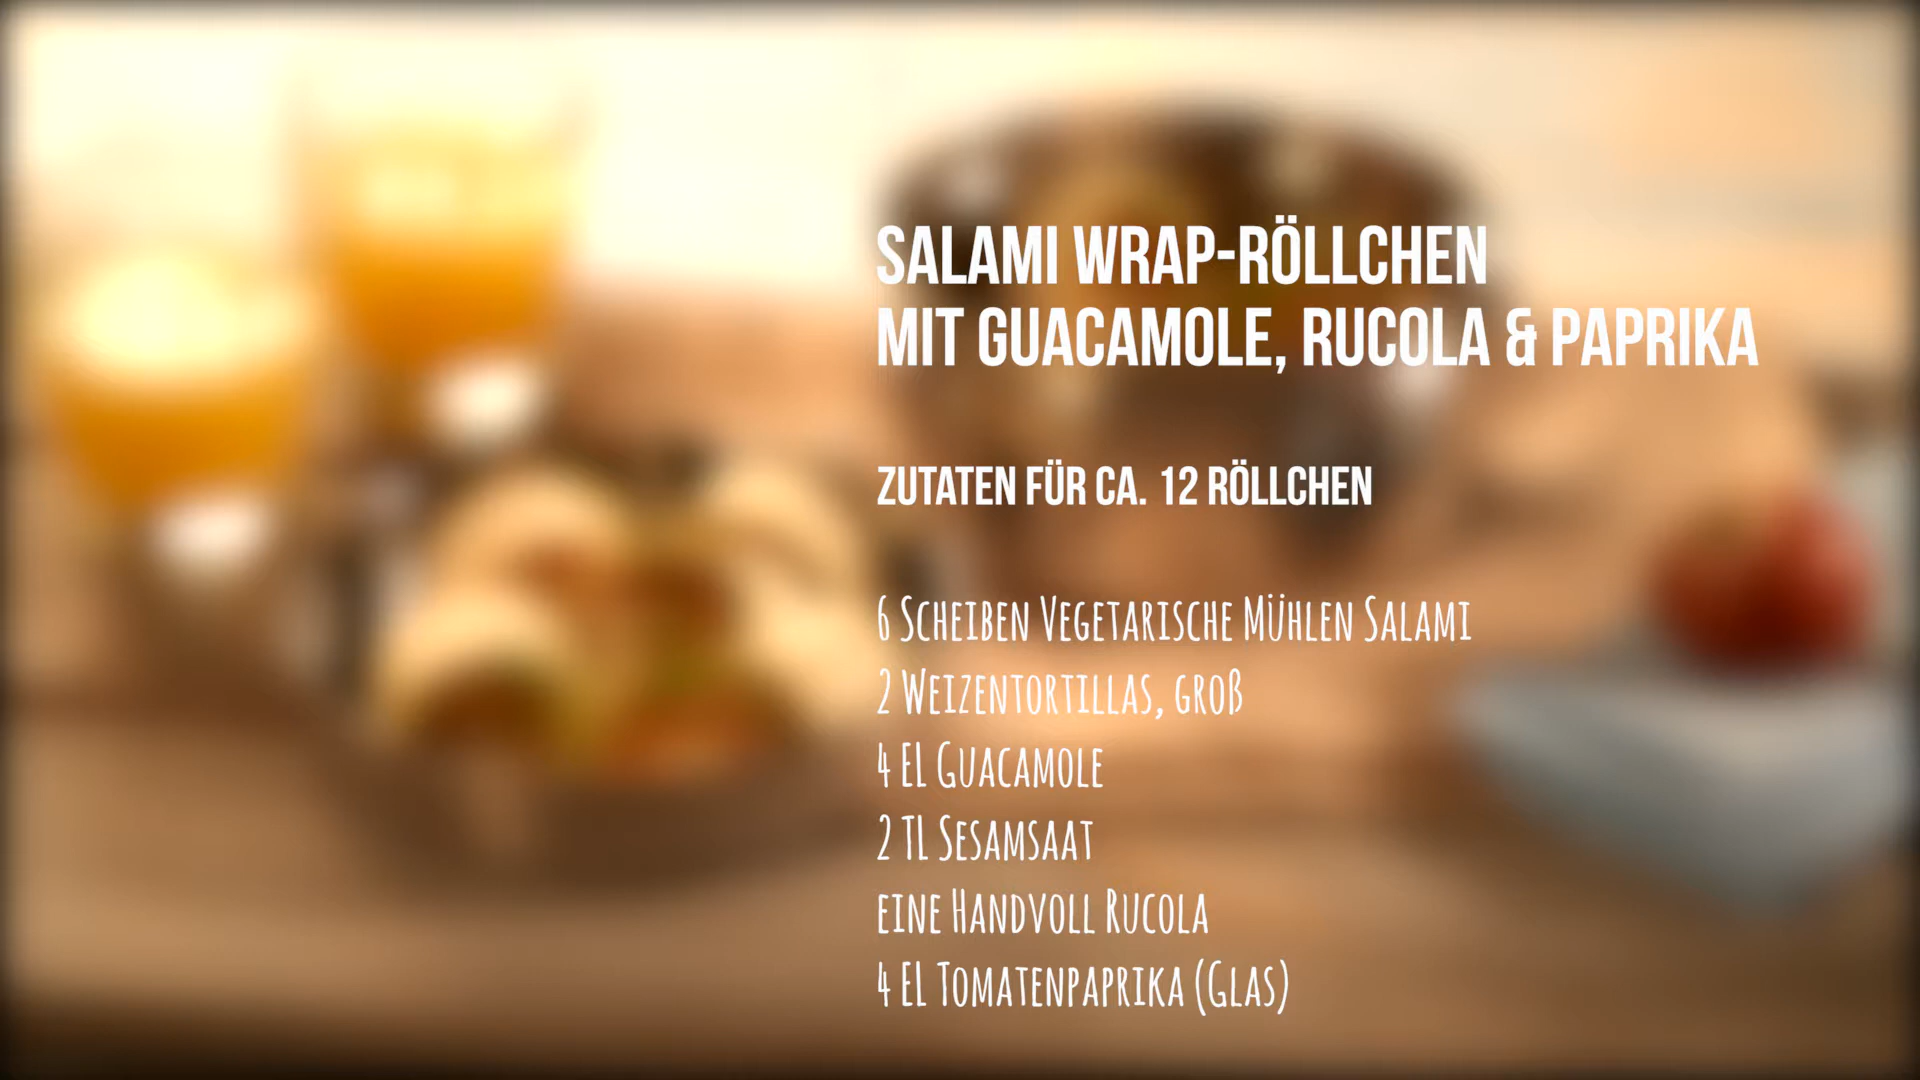 SALAMI WRAP-RÖLLCHEN
MIT GUACAMOLE, RUCOLA & PAPRIKA
ZUTATEN FÜR CA. 12 RÖLLCHEN
6 SCHEIBEN VEGETARISCHE MÜHLEN SALAMI
2 WEIZENTORTILLAS, GROß
4 EL GUACAMOLE
2 TL SESAMSAAT
EINE HANDVOLL RUCOLA
4 EL TOMATENPAPRIKA (GLAS)